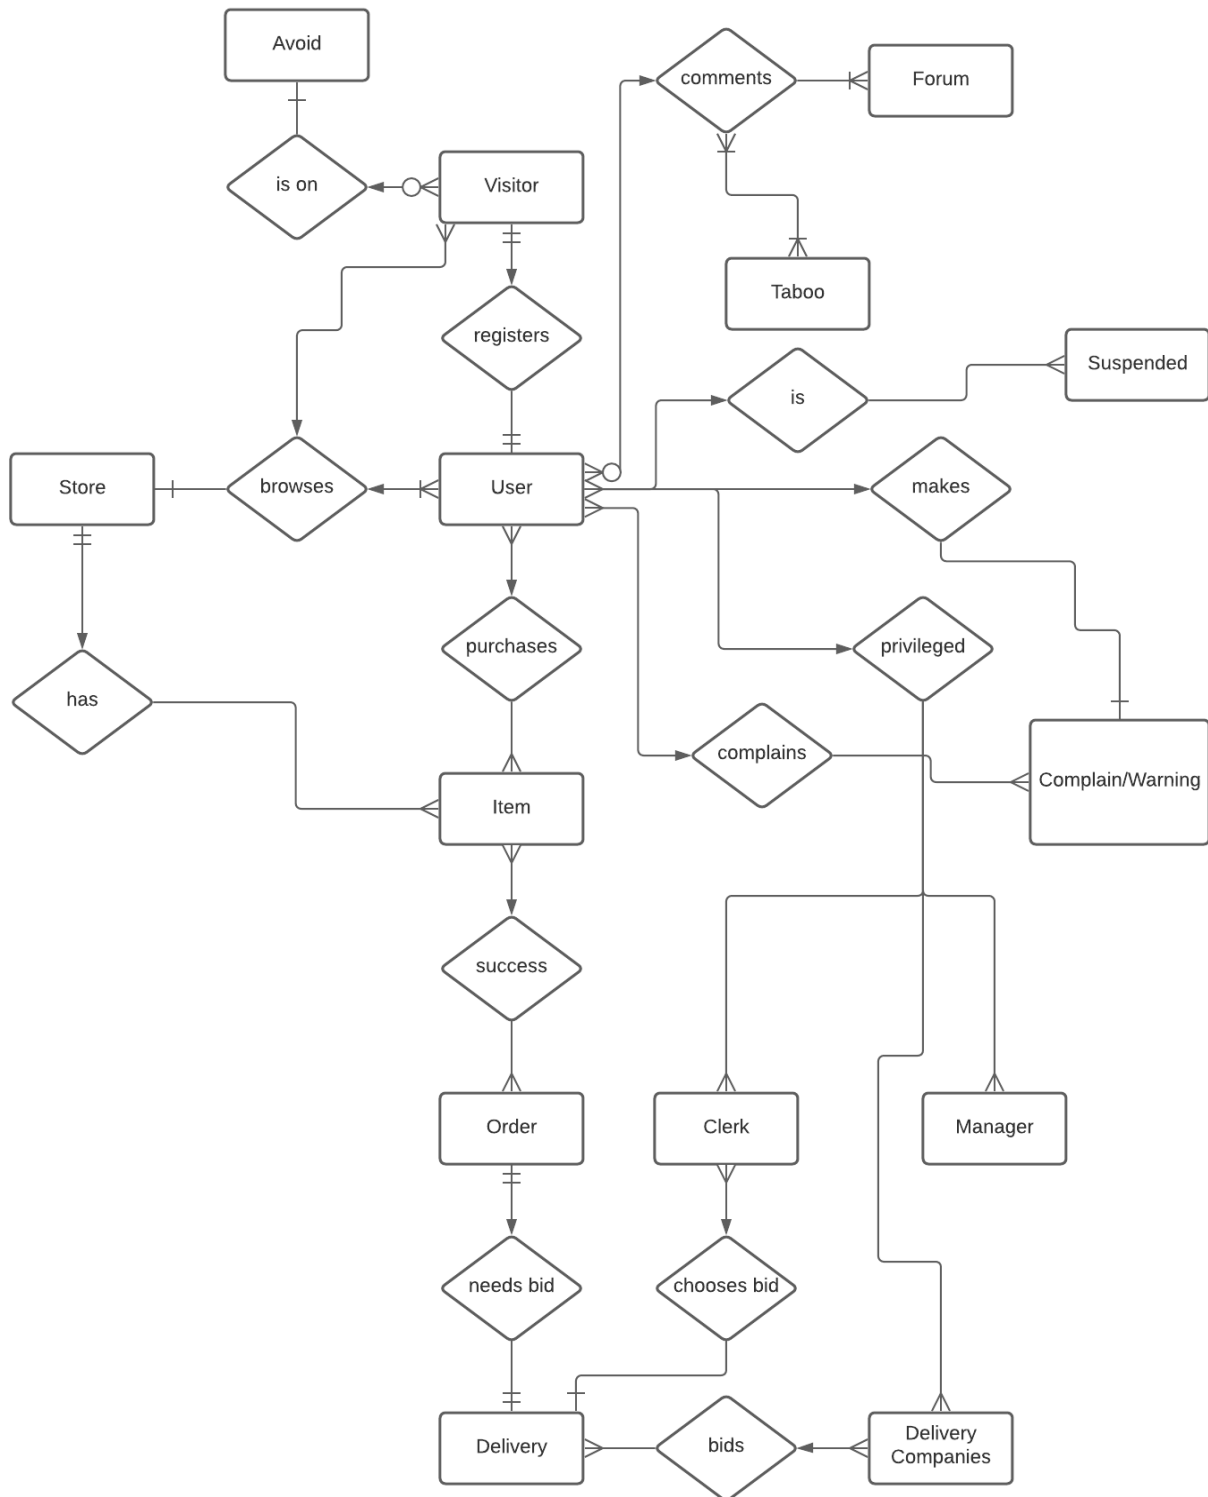 Avoid
comments
Forum
is on
Visitor
Taboo
registers
Suspended
is
Store
browses
User
makes
purchases
privileged
has
complains
Item
Complain/Warning
success
Order
Clerk
Manager
needs bid
chooses bid
Delivery
bids
Delivery
Companies